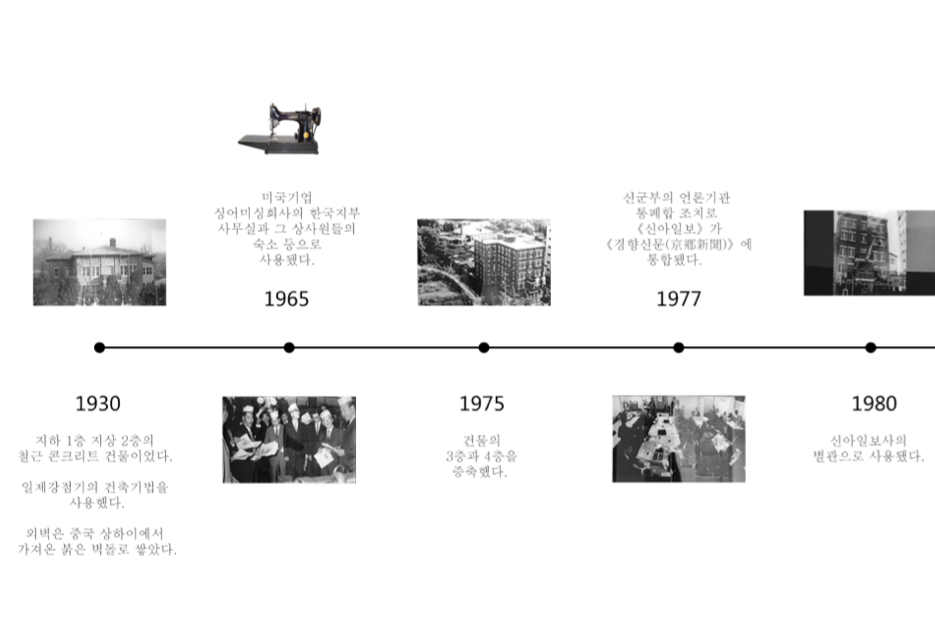 1930
지하 1층 지상 2층의
철근 콘크리트 건물이었다.
일제강점기의 건축기법을
사용했다.
외벽은 중국 상하이에서
가져온 붉은 벽돌로 쌓았다.
미국기업
싱어미싱회사의 한국지부
사무실과 그 상사원들의
숙소 등으로
사용됐다.
1965
1975
건물의
3층과 4층을
증축했다.
신군부의 언론기관
통폐합 조치로
《신아일보》가
《경향신문(京鄕新聞)》에
통합됐다.
1977
1980
신아일보사의
별관으로 사용됐다.